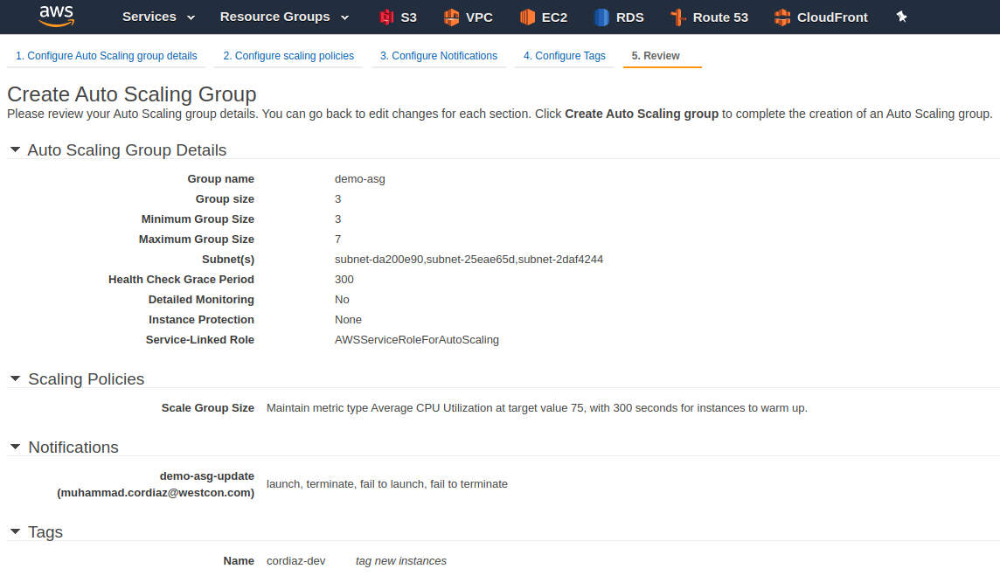 aws Services Resource Groups S3 VPC EC2 RDS Route 53 CloudFront
1. Configure Auto Scaling group details 2. Configure scaling policies 3. Configure Notifications 4. Configure Tags 5. Review
Create Auto Scaling Group
Please review your Auto Scaling group details. You can go back to edit changes for each section. Click Create Auto Scaling group to complete the creation of an Auto Scaling group.
Auto Scaling Group Details
Group name demo-asg
Group size 3
Minimum Group Size 3
Maximum Group Size 7
Subnet(s) subnet-da200e90,subnet-25eae65d,subnet-2daf4244
Health Check Grace Period 300
Detailed Monitoring No
Instance Protection None
Service-Linked Role AWSServiceRoleForAutoScaling
Scaling Policies
Scale Group Size Maintain metric type Average CPU Utilization at target value 75, with 300 seconds for instances to warm up.
Notifications
demo-asg-update
(muhammad.cordiaz@westcon.com) launch, terminate, fail to launch, fail to terminate
Tags
Name cordiaz-dev tag new instances